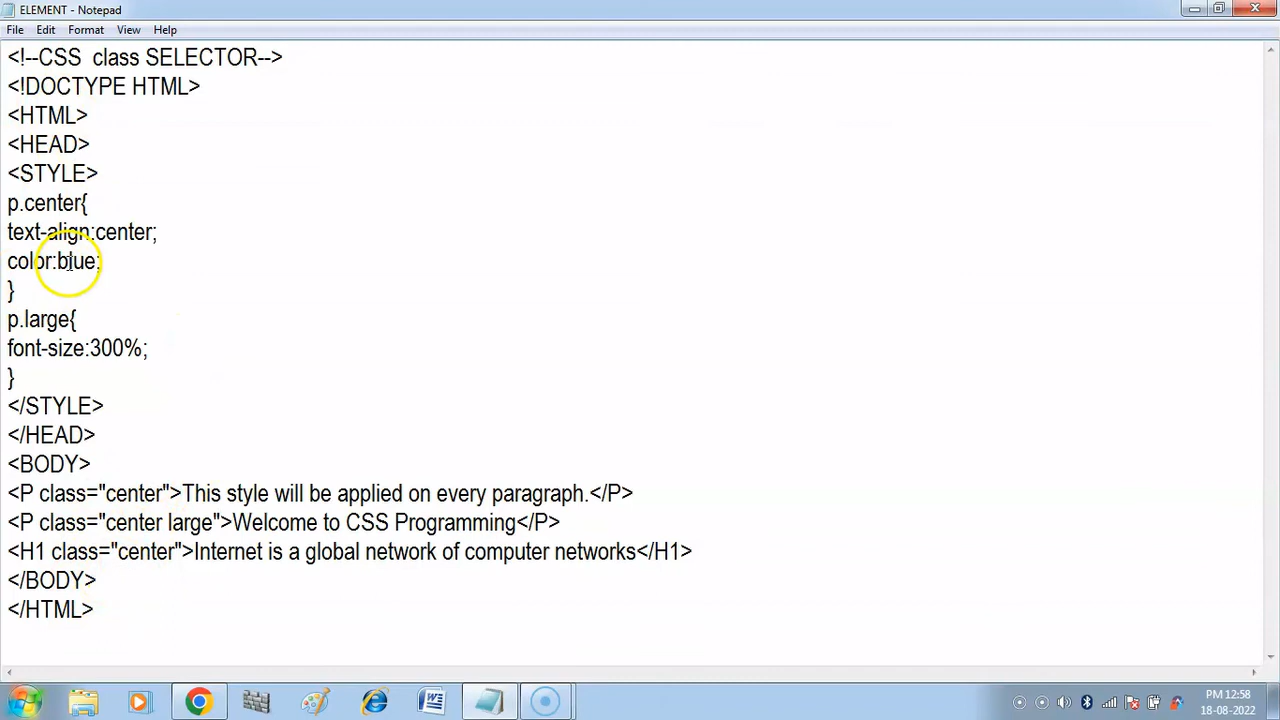 ELEMENT - Notepad
File Edit Format View Help
<!--CSS  class SELECTOR-->
<!DOCTYPE HTML>
<HTML>
<HEAD>
<STYLE>
p.center{
text-align:center;
color:blue;
}
p.large{
font-size:300%;
}
</STYLE>
</HEAD>
<BODY>
<P class="center">This style will be applied on every paragraph.</P>
<P class="center large">Welcome to CSS Programming</P>
<H1 class="center">Internet is a global network of computer networks</H1>
</BODY>
</HTML>
PM 12:58
18-08-2022